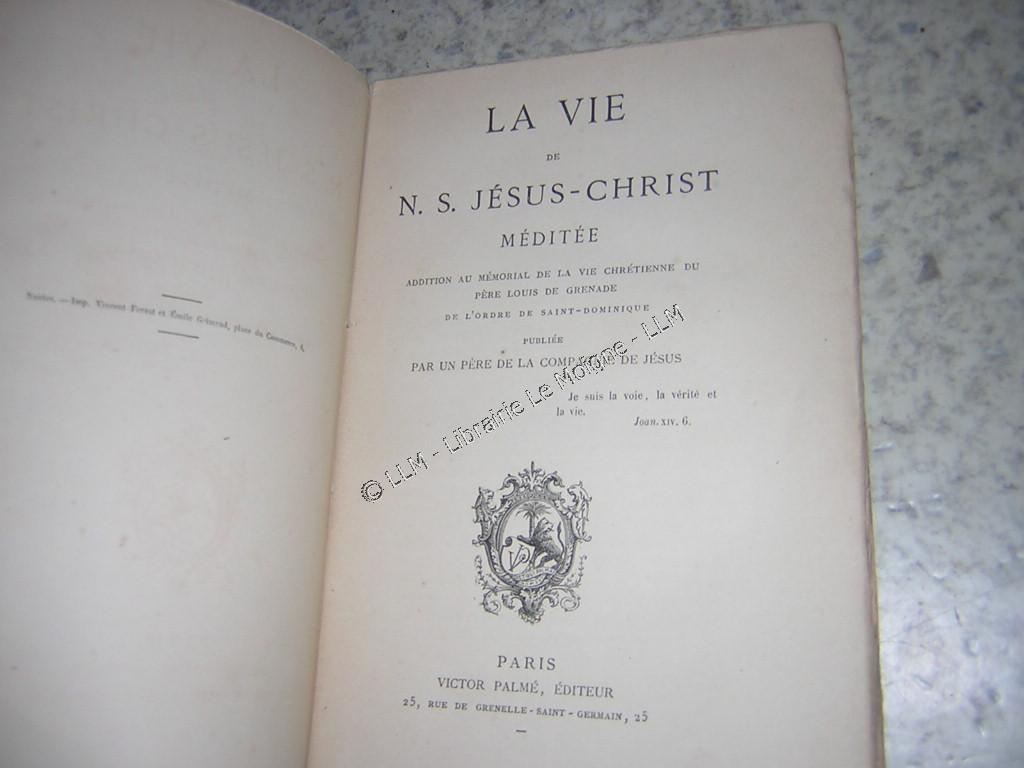 Nantes. — Imp. Vincent Forest et Émile Grimaud, place du Commerce, 4.
LA VIE
DE
N. S. JÉSUS-CHRIST
MÉDITÉE
ADDITION AU MÉMORIAL DE LA VIE CHRÉTIENNE DU
PÈRE LOUIS DE GRENADE
DE L'ORDRE DE SAINT-DOMINIQUE
PUBLIÉE
PAR UN PÈRE DE LA COMPAGNIE DE JÉSUS
Je suis la voie, la vérité et
la vie.
Joan. XIV. 6.
PARIS
VICTOR PALMÉ, ÉDITEUR
25, RUE DE GRENELLE-SAINT-GERMAIN, 25
© LLM - Librairie Le Moigne - LLM